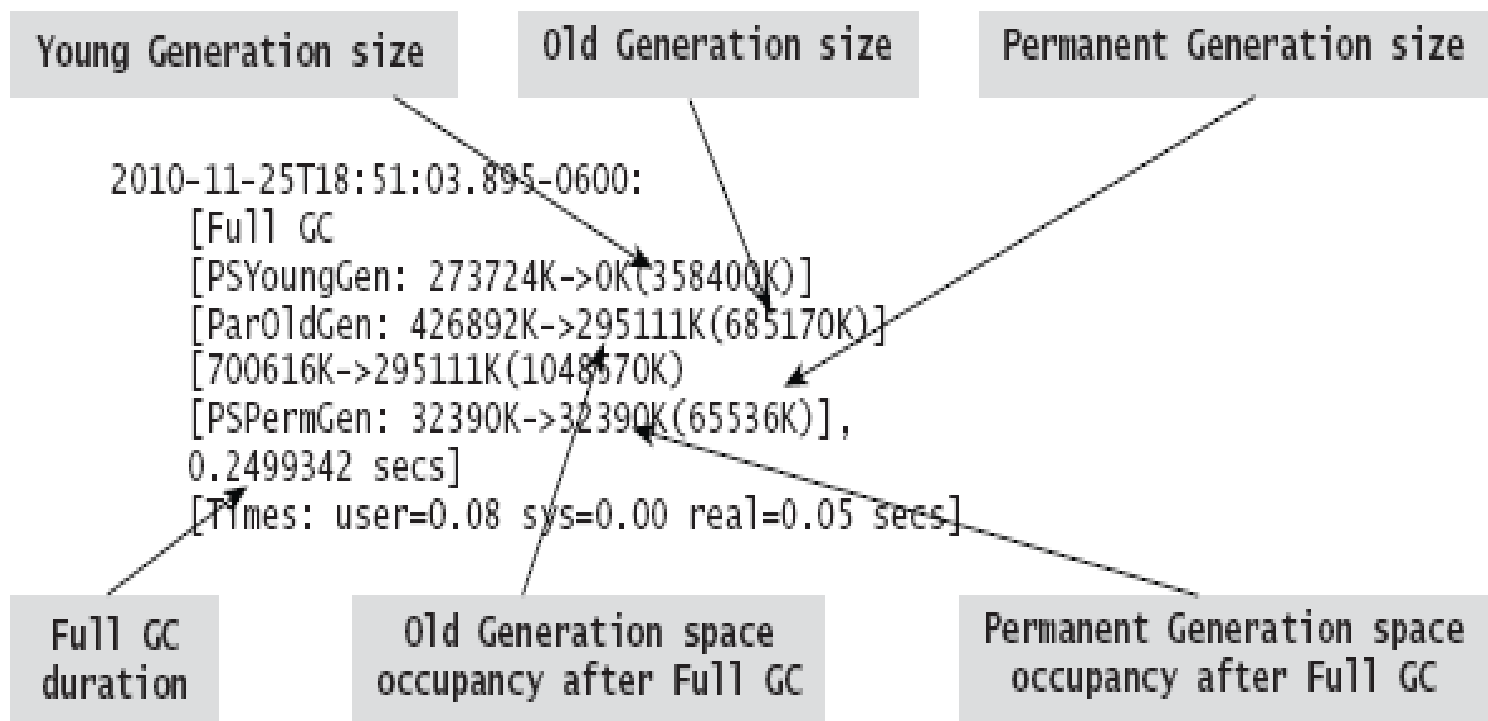 Young Generation size
Old Generation size
Permanent Generation size
2010-11-25T18:51:03.895-0600:
[Full GC
[PSYoungGen: 273724K->0K(358400K)]
[ParOldGen: 426892K->295111K(685170K)]
[700616K->295111K(1048570K)
[PSPermGen: 32390K->32390K(65536K)],
0.2499342 secs]
[Times: user=0.08 sys=0.00 real=0.05 secs]
Full GC
duration
Old Generation space
occupancy after Full GC
Permanent Generation space
occupancy after Full GC